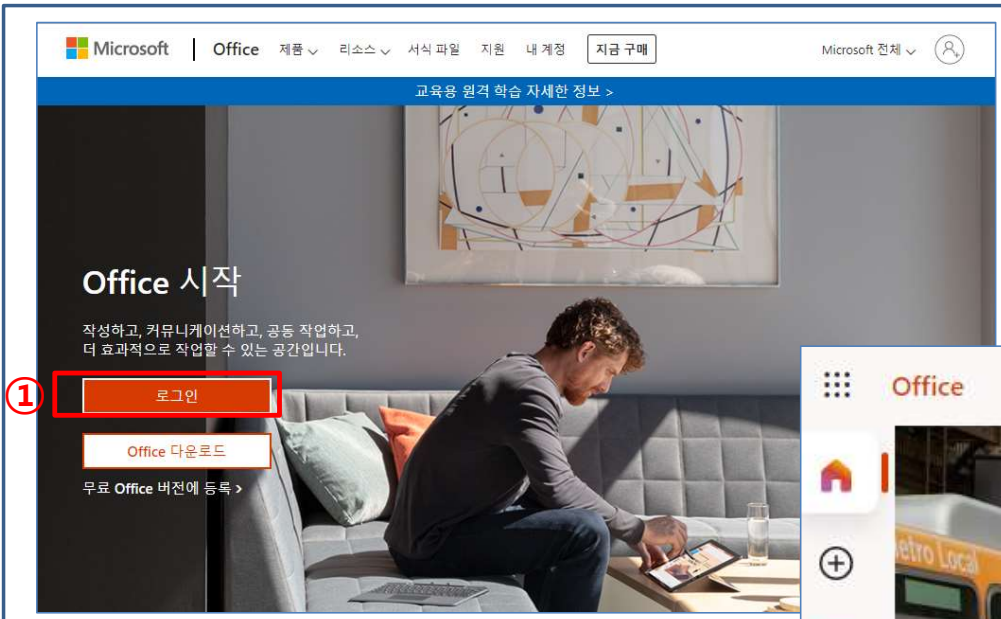 Microsoft | Office 제품 리소스 서식 파일 지원 내 계정 지금 구매 Microsoft 전체
교육용 원격 학습 자세한 정보 >
Office 시작
작성하고, 커뮤니케이션하고, 공동 작업하고,
더 효과적으로 작업할 수 있는 공간입니다.
① 로그인
Office 다운로드
무료 Office 버전에 등록 >
Office
etro Local